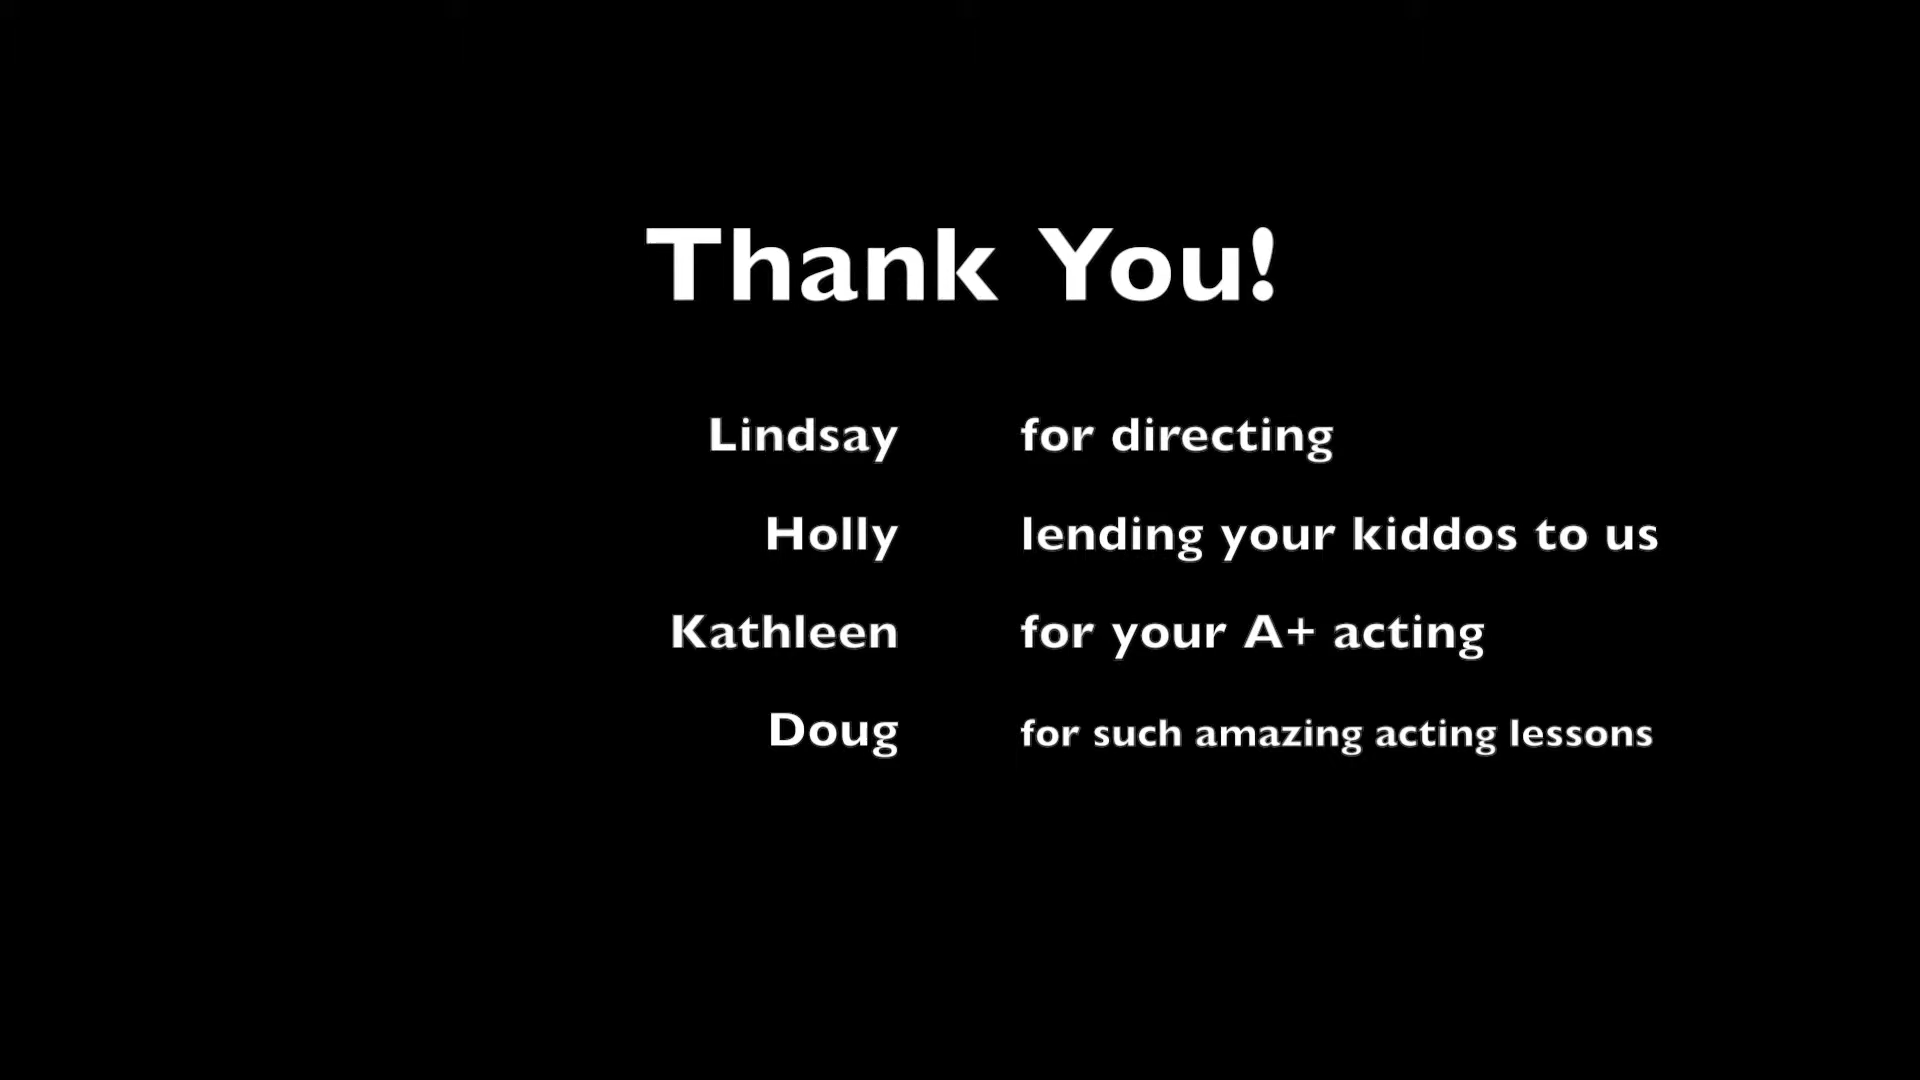 Thank You!
Lindsay for directing
Holly lending your kiddos to us
Kathleen for your A+ acting
Doug for such amazing acting lessons